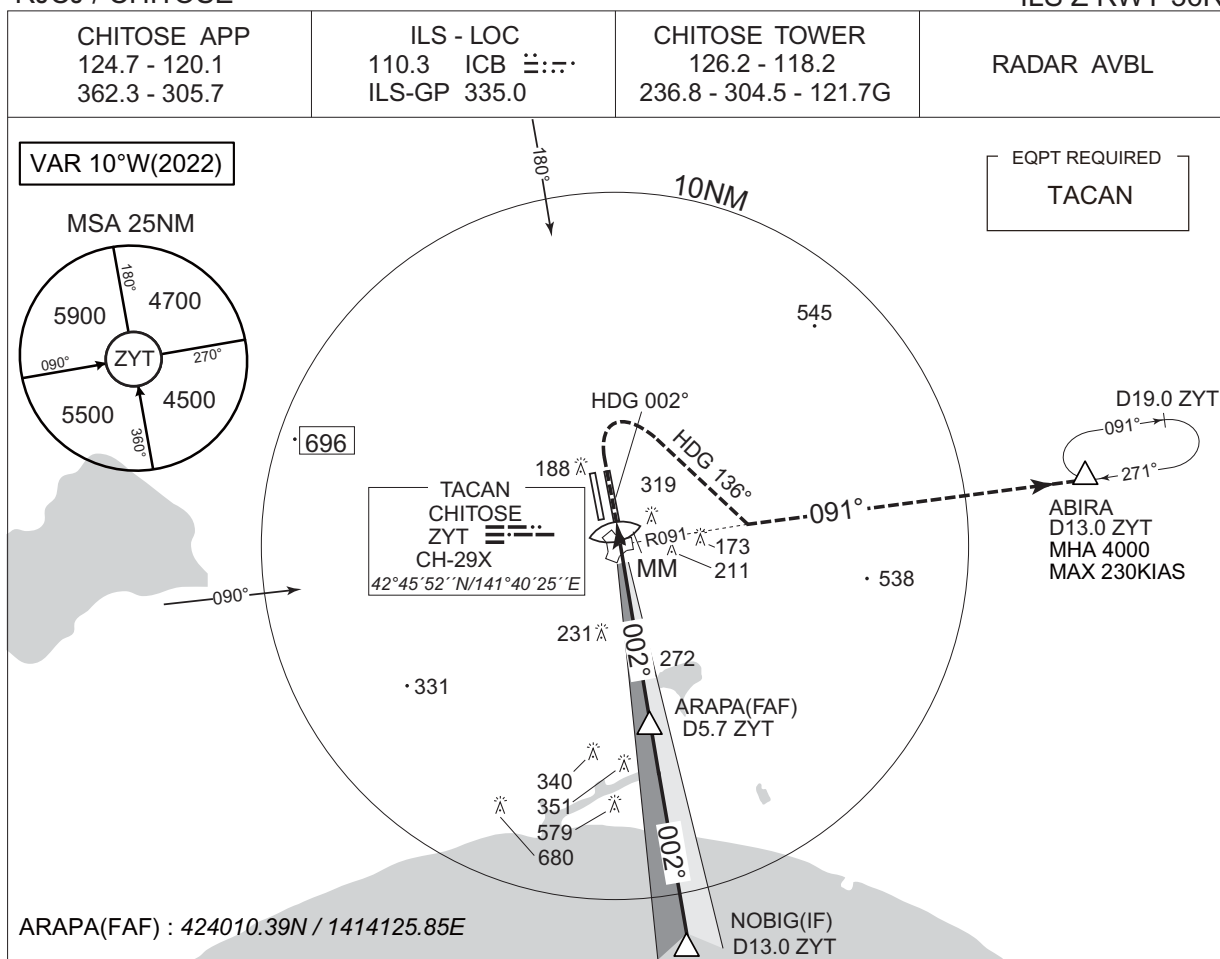 CHITOSE APP
124.7 - 120.1
362.3 - 305.7
ILS - LOC
110.3 ICB
ILS-GP 335.0
CHITOSE TOWER
126.2 - 118.2
236.8 - 304.5 - 121.7G
RADAR AVBL
VAR 10°W(2022)
180°
10NM
EQPT REQUIRED
TACAN
MSA 25NM
180°
5900
4700
090°
ZYT
270°
5500
4500
360°
545
HDG 002°
D19.0 ZYT
091°
696
HDG 136°
188
319
271°
TACAN
CHITOSE
ZYT
CH-29X
42°45´52´´N/141°40´25´´E
091°
ABIRA
D13.0 ZYT
MHA 4000
MAX 230KIAS
R091
173
MM
211
538
090°
231
002°
272
331
ARAPA(FAF)
D5.7 ZYT
340
351
579
680
002°
ARAPA(FAF) : 424010.39N / 1414125.85E
NOBIG(IF)
D13.0 ZYT